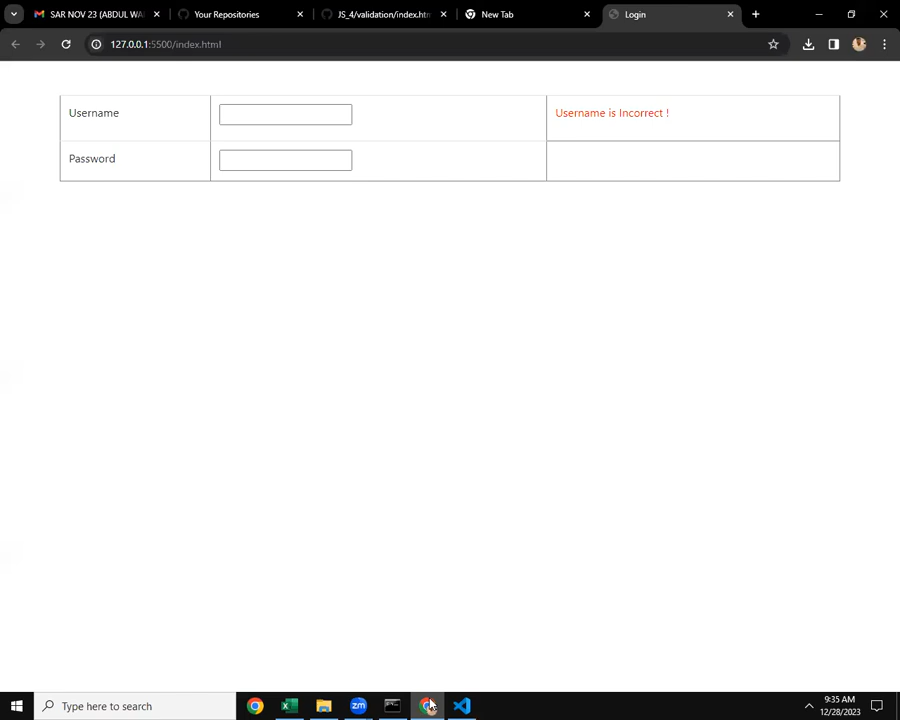 SAR NOV 23 (ABDUL WA
Your Repositories
JS_4/validation/index.htm
New Tab
Login
127.0.0.1:5500/index.html
Username
Username is Incorrect !
Password
Type here to search
zm
9:35 AM
12/28/2023